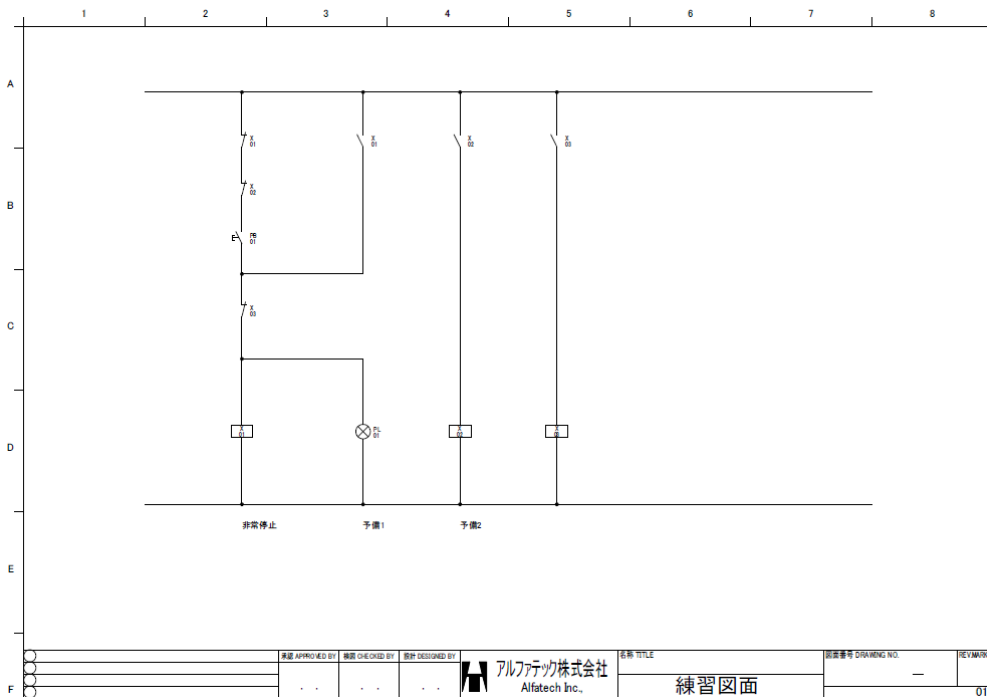 1 2 3 4 5 6 7 8
A
X
01
X
01
X
02
X
03
B
X
02
PB
01
C
X
03
D
X
01
PL
01
X
02
X
03
非常停止 予備1 予備2
E
承認 APPROVED BY 検図 CHECKED BY 設計 DESIGNED BY
アルファテック株式会社
Alfatech Inc.,
名称 TITLE
練習図面
図面番号 DRAWING NO.
—
REV.MARK
01
F